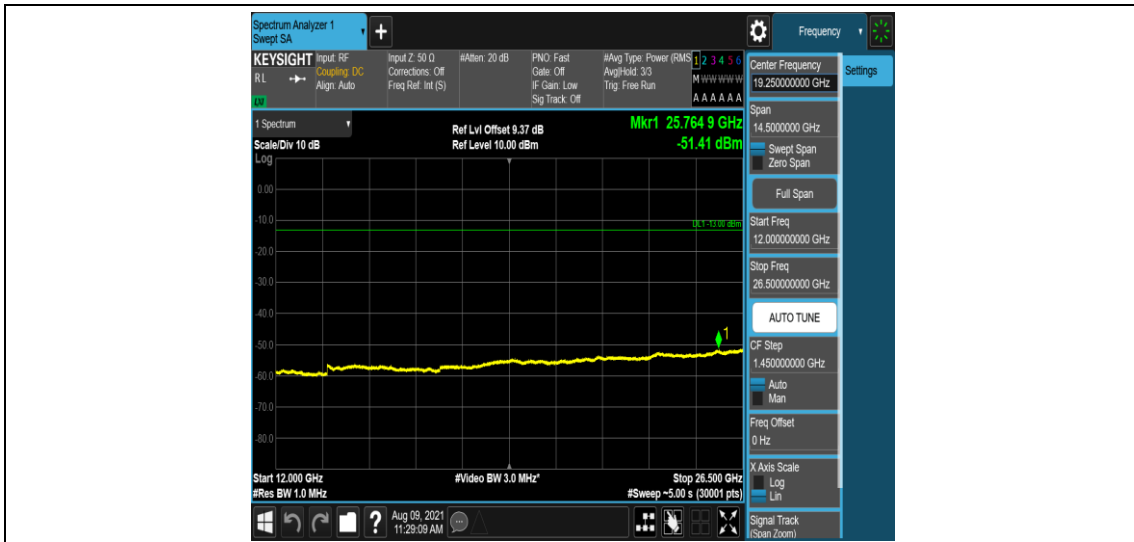 Spectrum Analyzer 1
Swept SA
+
Frequency
KEYSIGHT
RL
LM
Input: RF
Coupling: DC
Align: Auto
Input Z: 50 Ω
Corrections: Off
Freq Ref: Int (S)
#Atten: 20 dB
PNO: Fast
Gate: Off
IF Gain: Low
Sig Track: Off
#Avg Type: Power (RMS
Avg|Hold: 3/3
Trig: Free Run
1 2 3 4 5 6
M W W W W W
A A A A A A
1 Spectrum
Scale/Div 10 dB
Log
Ref Lvl Offset 9.37 dB
Ref Level 10.00 dBm
Mkr1 25.764 9 GHz
-51.41 dBm
0.00
-10.0
DL1 -13.00 dBm
-20.0
-30.0
-40.0
1
-50.0
-60.0
-70.0
-80.0
Start 12.000 GHz
#Res BW 1.0 MHz
#Video BW 3.0 MHz*
Stop 26.500 GHz
#Sweep ~5.00 s (30001 pts)
Center Frequency
19.250000000 GHz
Settings
Span
14.5000000 GHz
Swept Span
Zero Span
Full Span
Start Freq
12.000000000 GHz
Stop Freq
26.500000000 GHz
AUTO TUNE
CF Step
1.450000000 GHz
Auto
Man
Freq Offset
0 Hz
X Axis Scale
Log
Lin
Signal Track
(Span Zoom)
?
Aug 09, 2021
11:29:09 AM